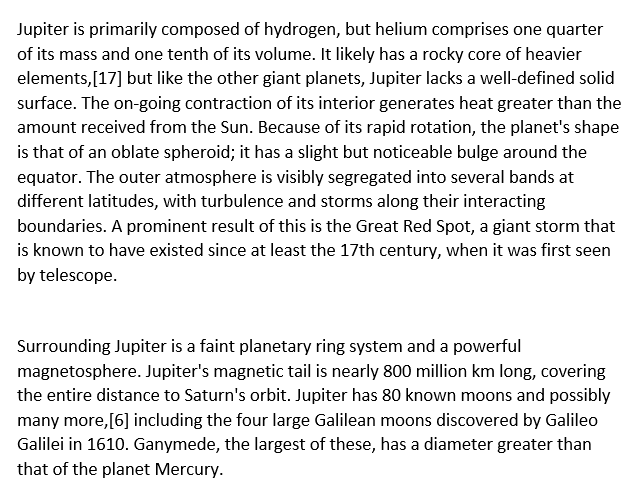 Jupiter is primarily composed of hydrogen, but helium comprises one quarter
of its mass and one tenth of its volume. It likely has a rocky core of heavier
elements,[17] but like the other giant planets, Jupiter lacks a well-defined solid
surface. The on-going contraction of its interior generates heat greater than the
amount received from the Sun. Because of its rapid rotation, the planet's shape
is that of an oblate spheroid; it has a slight but noticeable bulge around the
equator. The outer atmosphere is visibly segregated into several bands at
different latitudes, with turbulence and storms along their interacting
boundaries. A prominent result of this is the Great Red Spot, a giant storm that
is known to have existed since at least the 17th century, when it was first seen
by telescope.
Surrounding Jupiter is a faint planetary ring system and a powerful
magnetosphere. Jupiter's magnetic tail is nearly 800 million km long, covering
the entire distance to Saturn's orbit. Jupiter has 80 known moons and possibly
many more,[6] including the four large Galilean moons discovered by Galileo
Galilei in 1610. Ganymede, the largest of these, has a diameter greater than
that of the planet Mercury.